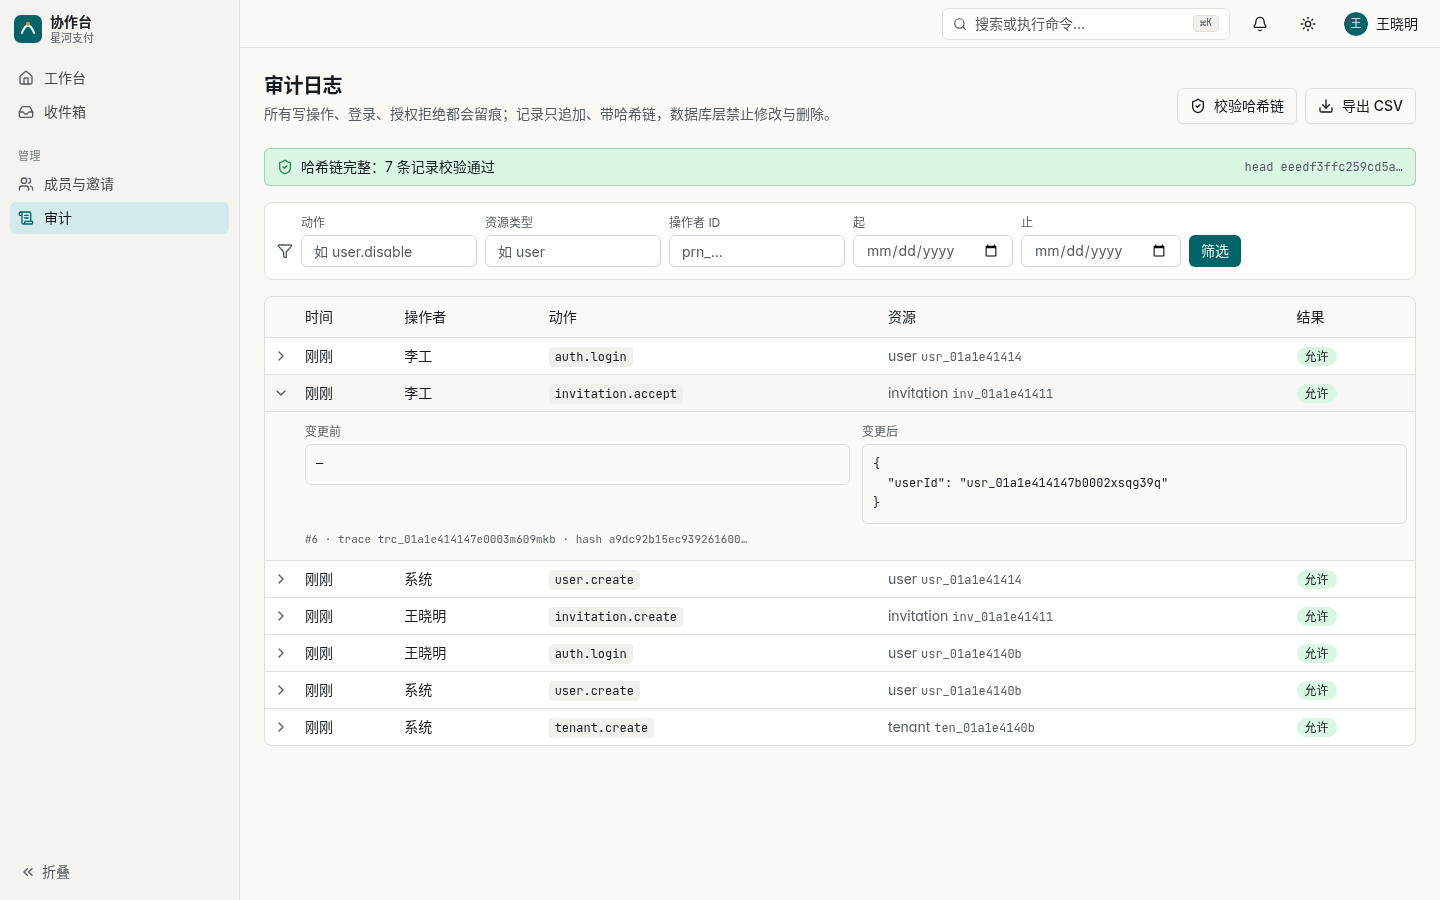 协作台
星河支付
搜索或执行命令...
⌘K
王
王晓明
工作台
收件箱
管理
成员与邀请
审计
折叠
审计日志
所有写操作、登录、授权拒绝都会留痕；记录只追加、带哈希链，数据库层禁止修改与删除。
校验哈希链
导出 CSV
哈希链完整：7 条记录校验通过
head eeedf3ffc259cd5a…
动作 资源类型 操作者 ID 起 止
如 user.disable 如 user prn_... mm/dd/yyyy mm/dd/yyyy 筛选
时间 操作者 动作 资源 结果
刚刚 李工 auth.login user usr_01a1e41414 允许
刚刚 李工 invitation.accept invitation inv_01a1e41411 允许
变更前
—
变更后
{
"userId": "usr_01a1e414147b0002xsqg39q"
}
#6 · trace trc_01a1e414147e0003m609mkb · hash a9dc92b15ec939261600…
刚刚 系统 user.create user usr_01a1e41414 允许
刚刚 王晓明 invitation.create invitation inv_01a1e41411 允许
刚刚 王晓明 auth.login user usr_01a1e4140b 允许
刚刚 系统 user.create user usr_01a1e4140b 允许
刚刚 系统 tenant.create tenant ten_01a1e4140b 允许